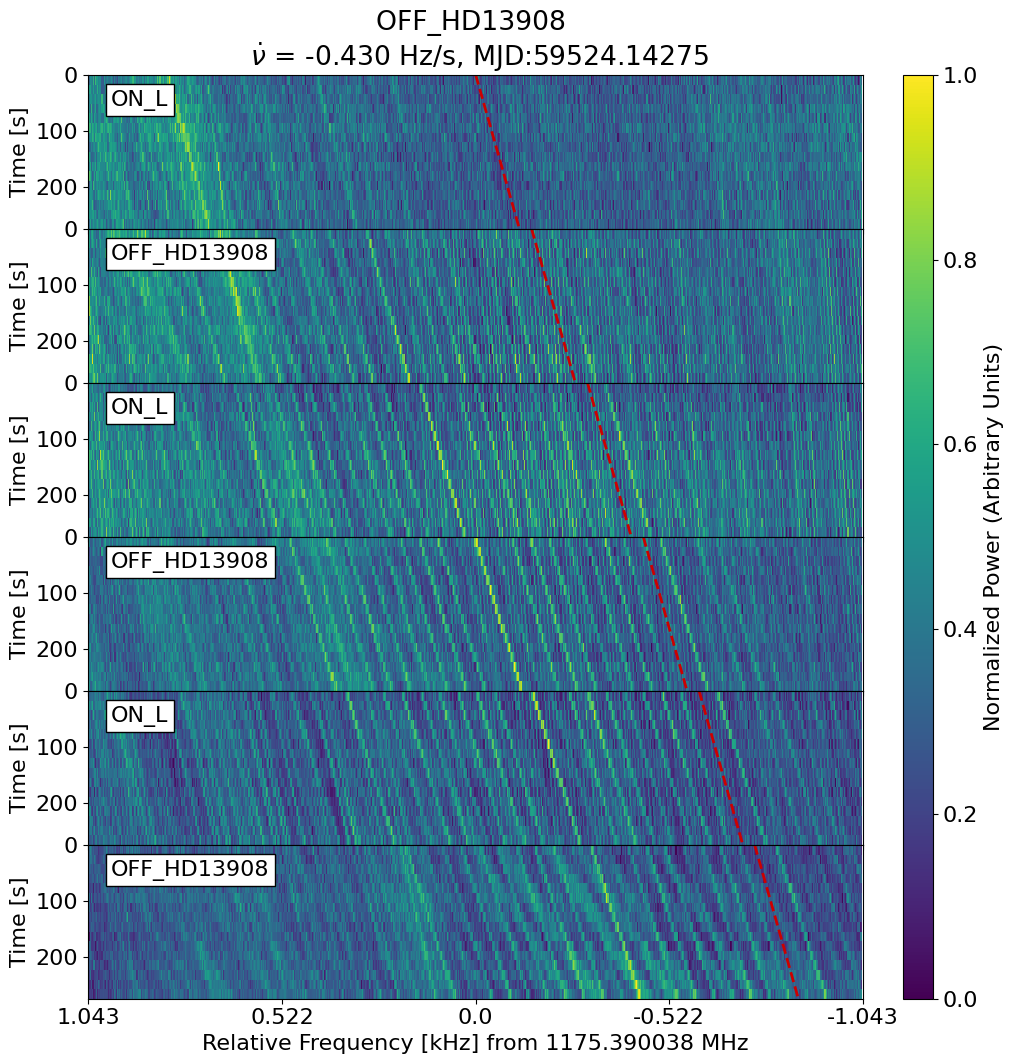 OFF_HD13908
ν̇ = -0.430 Hz/s, MJD:59524.14275
Time [s]
0
100
200
ON_L
Time [s]
0
100
200
OFF_HD13908
Time [s]
0
100
200
ON_L
Time [s]
0
100
200
OFF_HD13908
Time [s]
0
100
200
ON_L
Time [s]
0
100
200
OFF_HD13908
1.043
0.522
0.0
-0.522
-1.043
Relative Frequency [kHz] from 1175.390038 MHz
1.0
0.8
0.6
0.4
0.2
0.0
Normalized Power (Arbitrary Units)